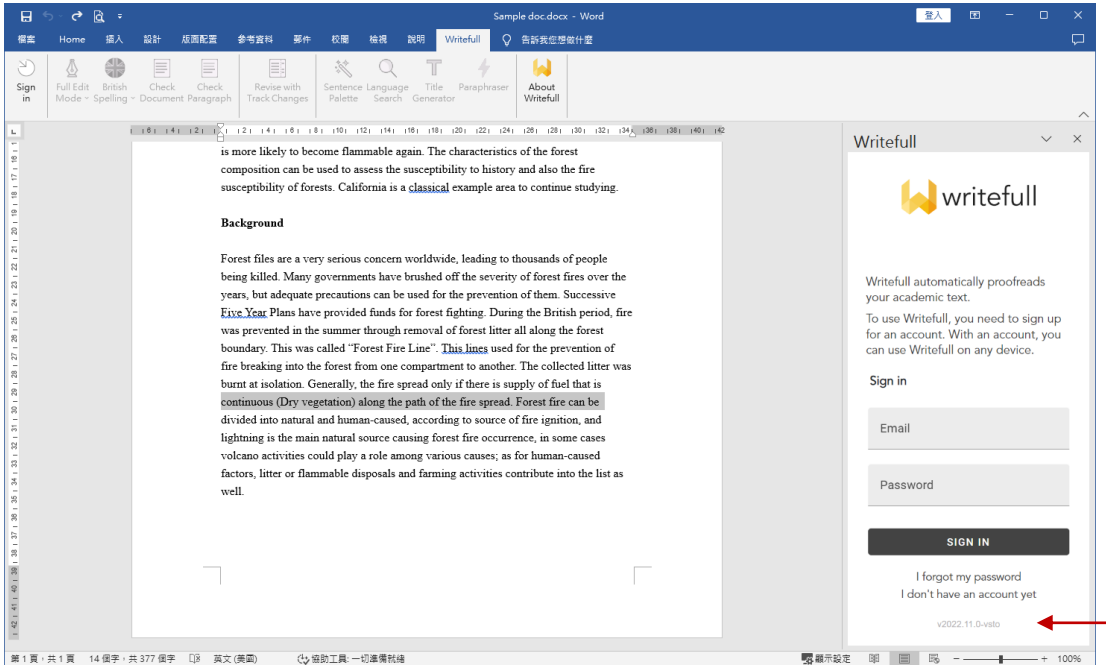 Sample doc.docx - Word
登入
檔案 Home 插入 設計 版面配置 參考資料 郵件 校閱 檢視 說明 Writefull 告訴我您想做什麼
Sign in
Full Edit Mode
British Spelling
Check Document
Check Paragraph
Revise with Track Changes
Sentence Palette
Language Search
Title Generator
Paraphraser
About Writefull
is more likely to become flammable again. The characteristics of the forest
composition can be used to assess the susceptibility to history and also the fire
susceptibility of forests. California is a classical example area to continue studying.
Background
Forest files are a very serious concern worldwide, leading to thousands of people
being killed. Many governments have brushed off the severity of forest fires over the
years, but adequate precautions can be used for the prevention of them. Successive
Five Year Plans have provided funds for forest fighting. During the British period, fire
was prevented in the summer through removal of forest litter all along the forest
boundary. This was called “Forest Fire Line”. This lines used for the prevention of
fire breaking into the forest from one compartment to another. The collected litter was
burnt at isolation. Generally, the fire spread only if there is supply of fuel that is
continuous (Dry vegetation) along the path of the fire spread. Forest fire can be
divided into natural and human-caused, according to source of fire ignition, and
lightning is the main natural source causing forest fire occurrence, in some cases
volcano activities could play a role among various causes; as for human-caused
factors, litter or flammable disposals and farming activities contribute into the list as
well.
Writefull
writefull
Writefull automatically proofreads
your academic text.
To use Writefull, you need to sign up
for an account. With an account, you
can use Writefull on any device.
Sign in
Email
Password
SIGN IN
I forgot my password
I don't have an account yet
v2022.11.0-vsto
第 1 頁，共 1 頁 14 個字，共 377 個字 英文 (美國) 協助工具: 一切準備就緒 顯示設定 100%